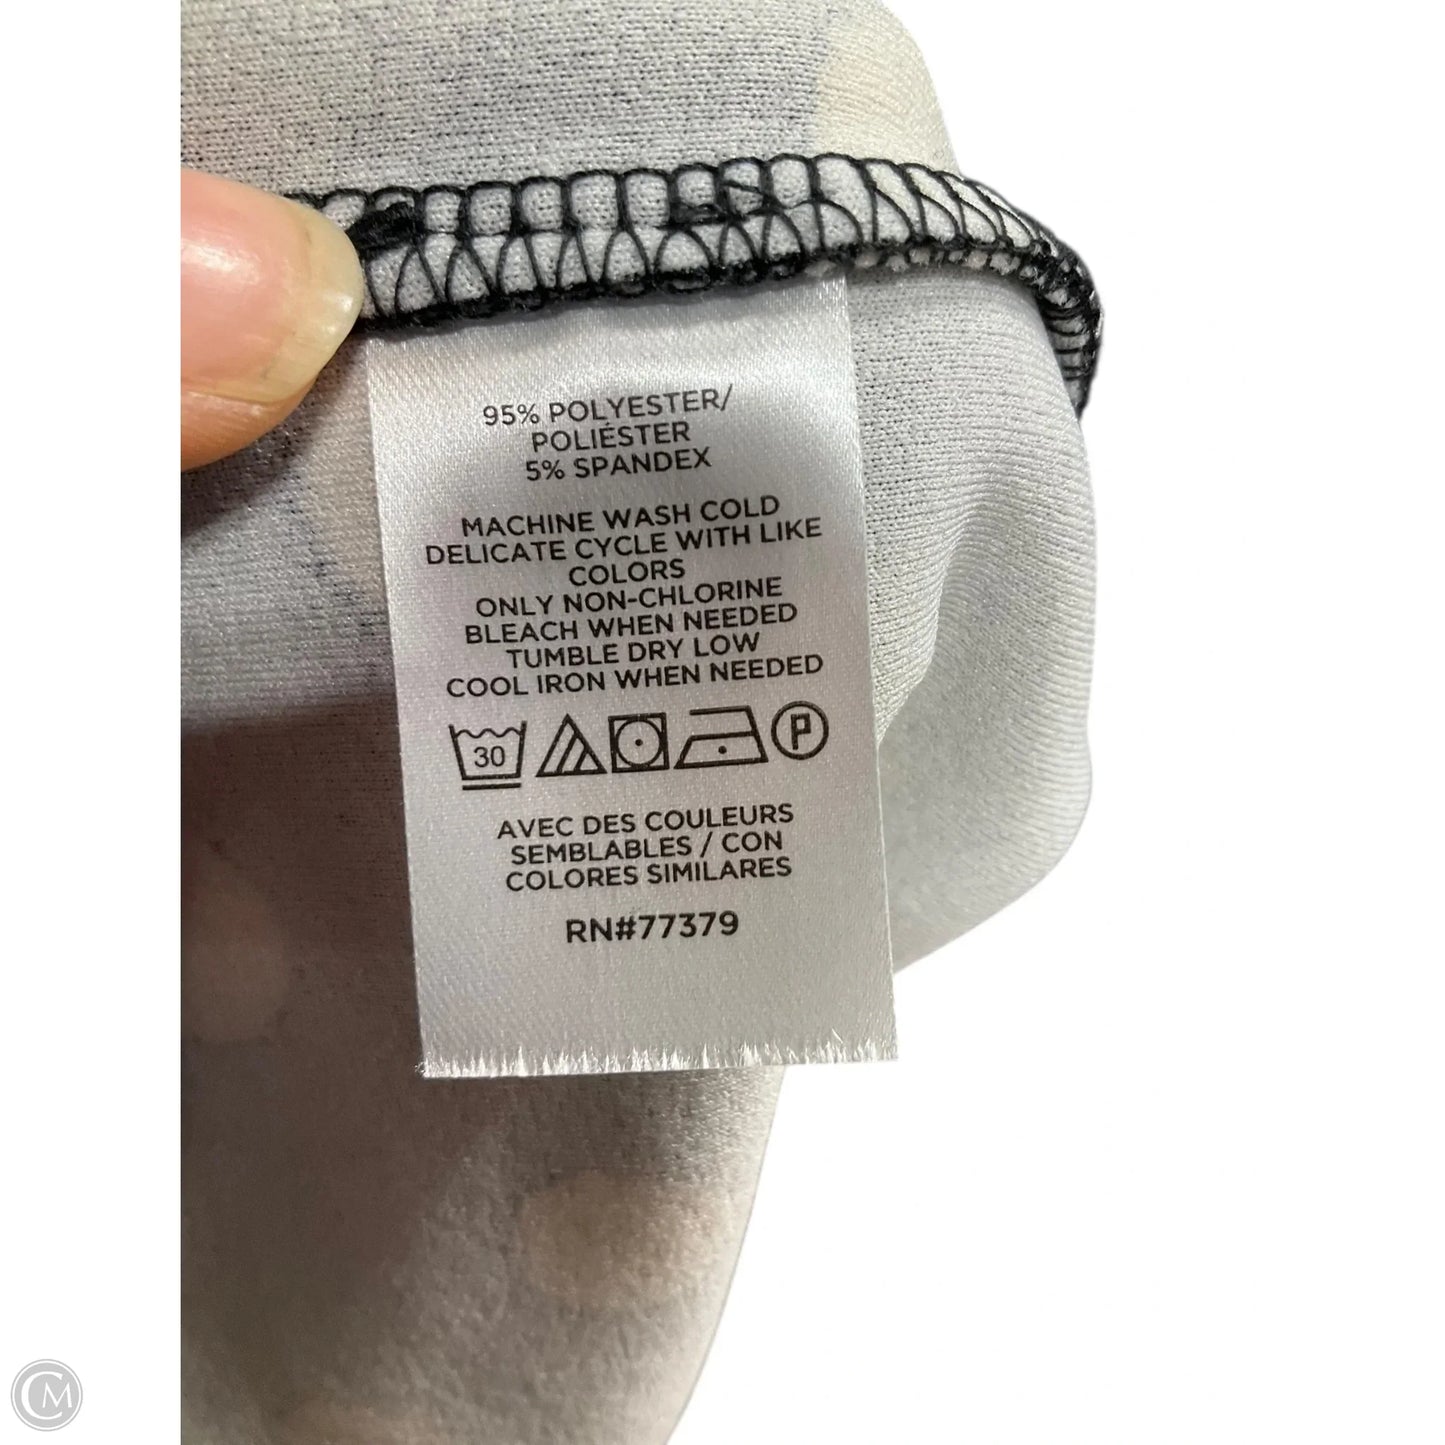 95% POLYESTER/
POLIÉSTER
5% SPANDEX
MACHINE WASH COLD
DELICATE CYCLE WITH LIKE
COLORS
ONLY NON-CHLORINE
BLEACH WHEN NEEDED
TUMBLE DRY LOW
COOL IRON WHEN NEEDED
30 P
AVEC DES COULEURS
SEMBLABLES / CON
COLORES SIMILARES
RN#77379
CM